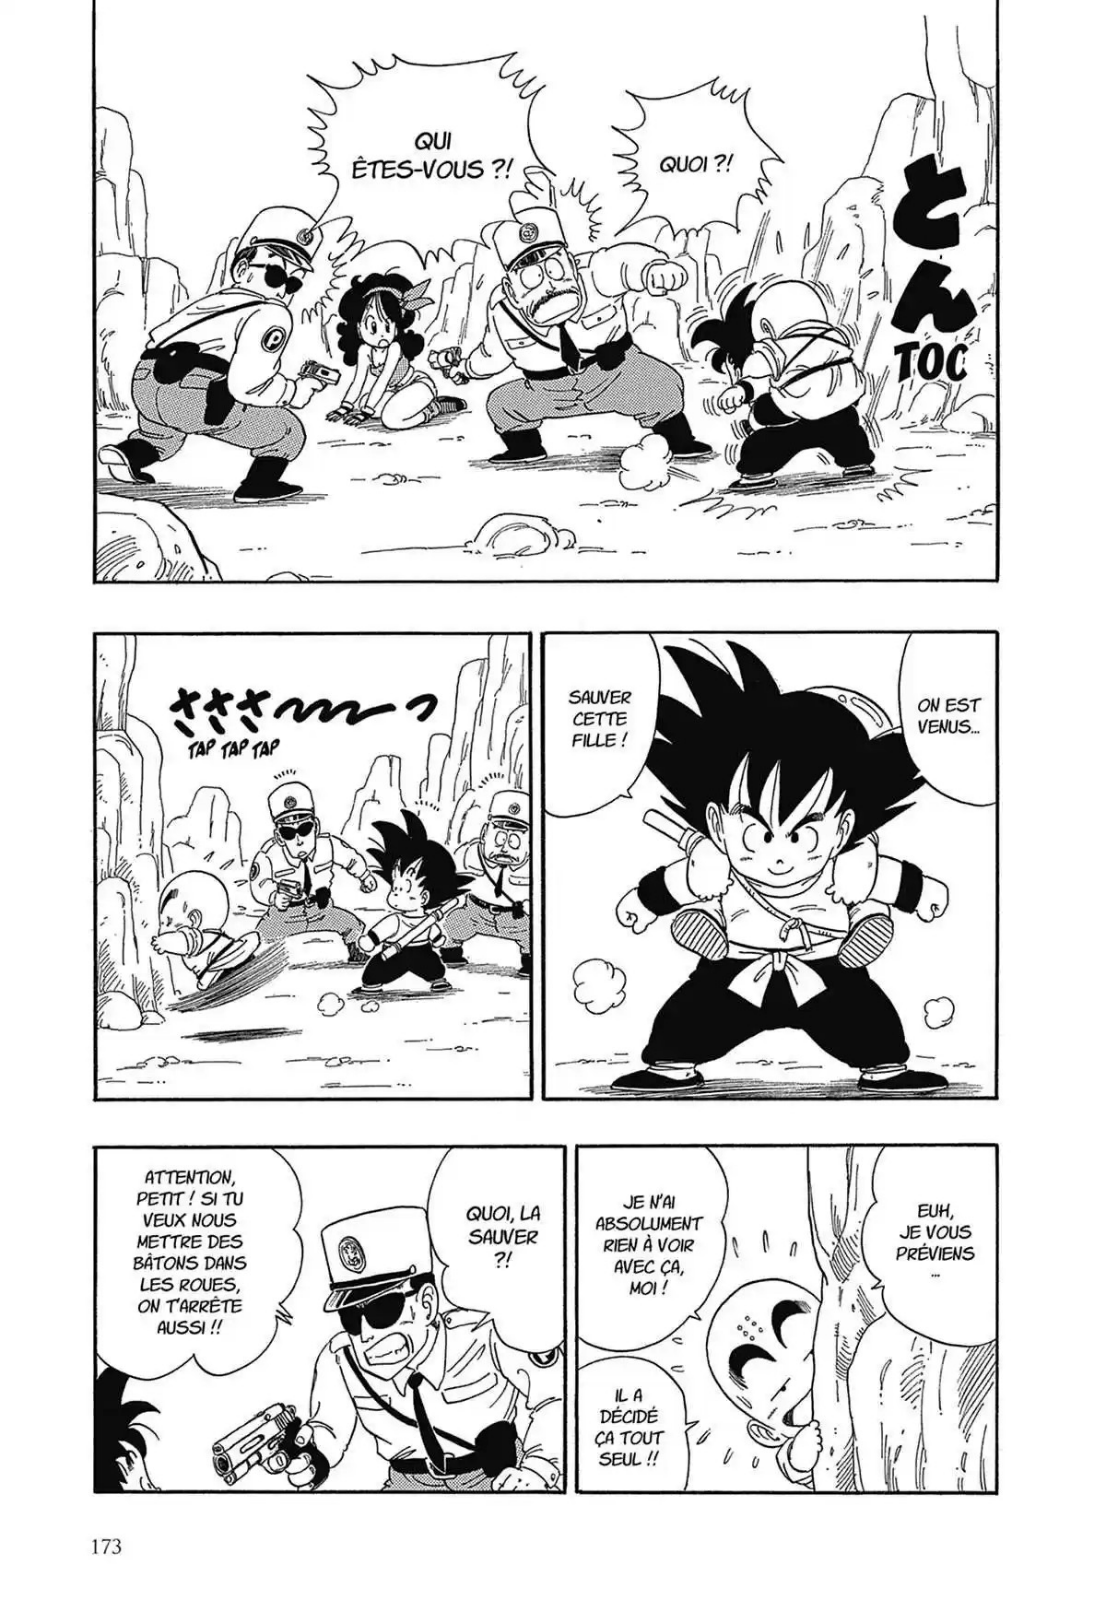 QUOI ?!
QUI
ÊTES-VOUS ?!
とん
TOC
ON EST
VENUS...
SAUVER
CETTE
FILLE !
ささささ〜〜〜っ
TAP TAP TAP
EUH,
JE VOUS
PRÉVIENS
...
JE N'AI
ABSOLUMENT
RIEN À VOIR
AVEC ÇA,
MOI !
IL A
DÉCIDÉ
ÇA TOUT
SEUL !!
QUOI, LA
SAUVER
?!
ATTENTION,
PETIT ! SI TU
VEUX NOUS
METTRE DES
BÂTONS DANS
LES ROUES,
ON T'ARRÊTE
AUSSI !!
173